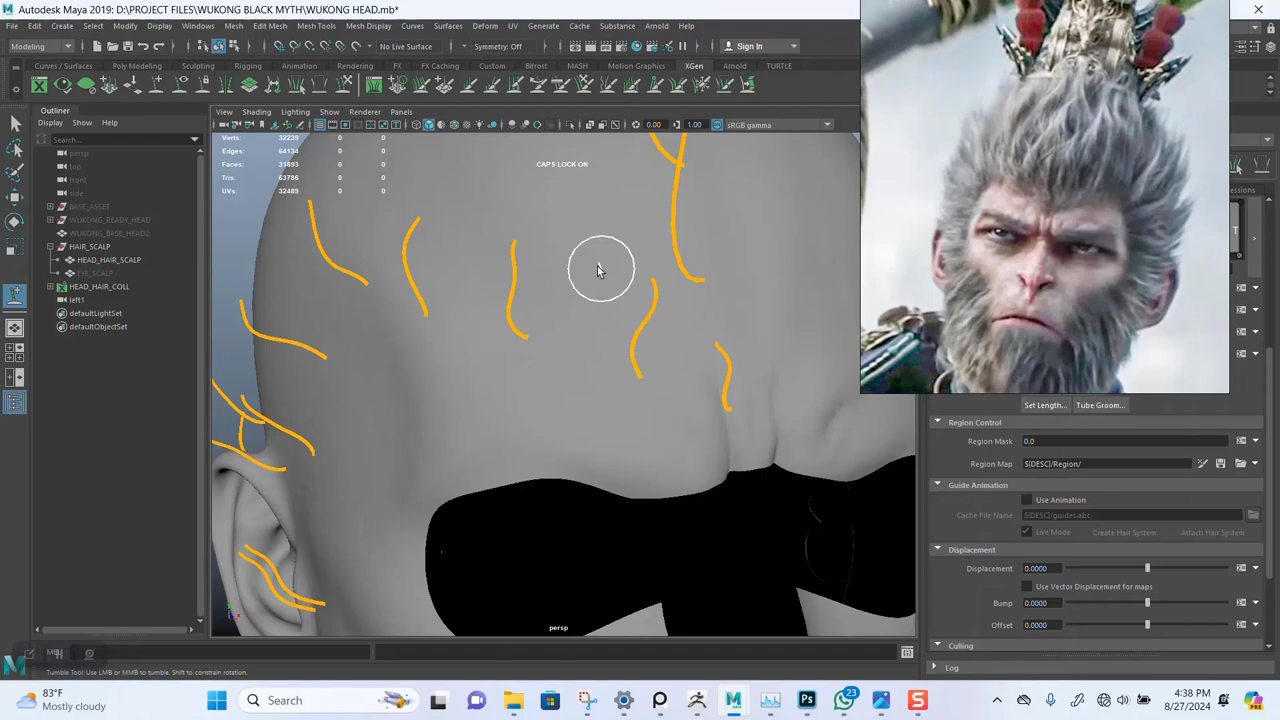 Autodesk Maya 2019: D:\PROJECT FILES\WUKONG BLACK MYTH\WUKONG HEAD.mb*
File Edit Create Select Modify Display Windows Mesh Edit Mesh Mesh Tools Mesh Display Curves Surfaces Deform UV Generate Cache Substance Arnold Help
Modeling No Live Surface Symmetry: Off Sign In
Curves / Surfaces Poly Modeling Sculpting Rigging Animation Rendering FX FX Caching Custom Bifrost MASH Motion Graphics XGen Arnold TURTLE
Outliner
Display Show Help
Search...
persp
top
front
side
BASE_ASSET
WUKONG_READY_HEAD
WUKONG_BASE_HEAD2
HAIR_SCALP
HEAD_HAIR_SCALP
EYE_SCALP
HEAD_HAIR_COLL
left1
defaultLightSet
defaultObjectSet
View Shading Lighting Show Renderer Panels
0.00 1.00 sRGB gamma
Verts: 32239 0 0
Edges: 64134 0 0
Faces: 31893 0 0
Tris: 63786 0 0
UVs: 32489 0 0
CAPS LOCK ON
persp
Set Length... Tube Groom...
Region Control
Region Mask 0.0
Region Map ${DESC}/Region/
Guide Animation
Use Animation
Cache File Name ${DESC}/guides.abc
Live Mode Create Hair System Attach Hair System
Displacement
Displacement 0.0000
Use Vector Displacement for maps
Bump 0.0000
Offset 0.0000
Culling
Log
Tumble Tool: Use LMB or MMB to tumble. Shift to constrain rotation.
83°F
Mostly cloudy
Search
23
4:38 PM
8/27/2024